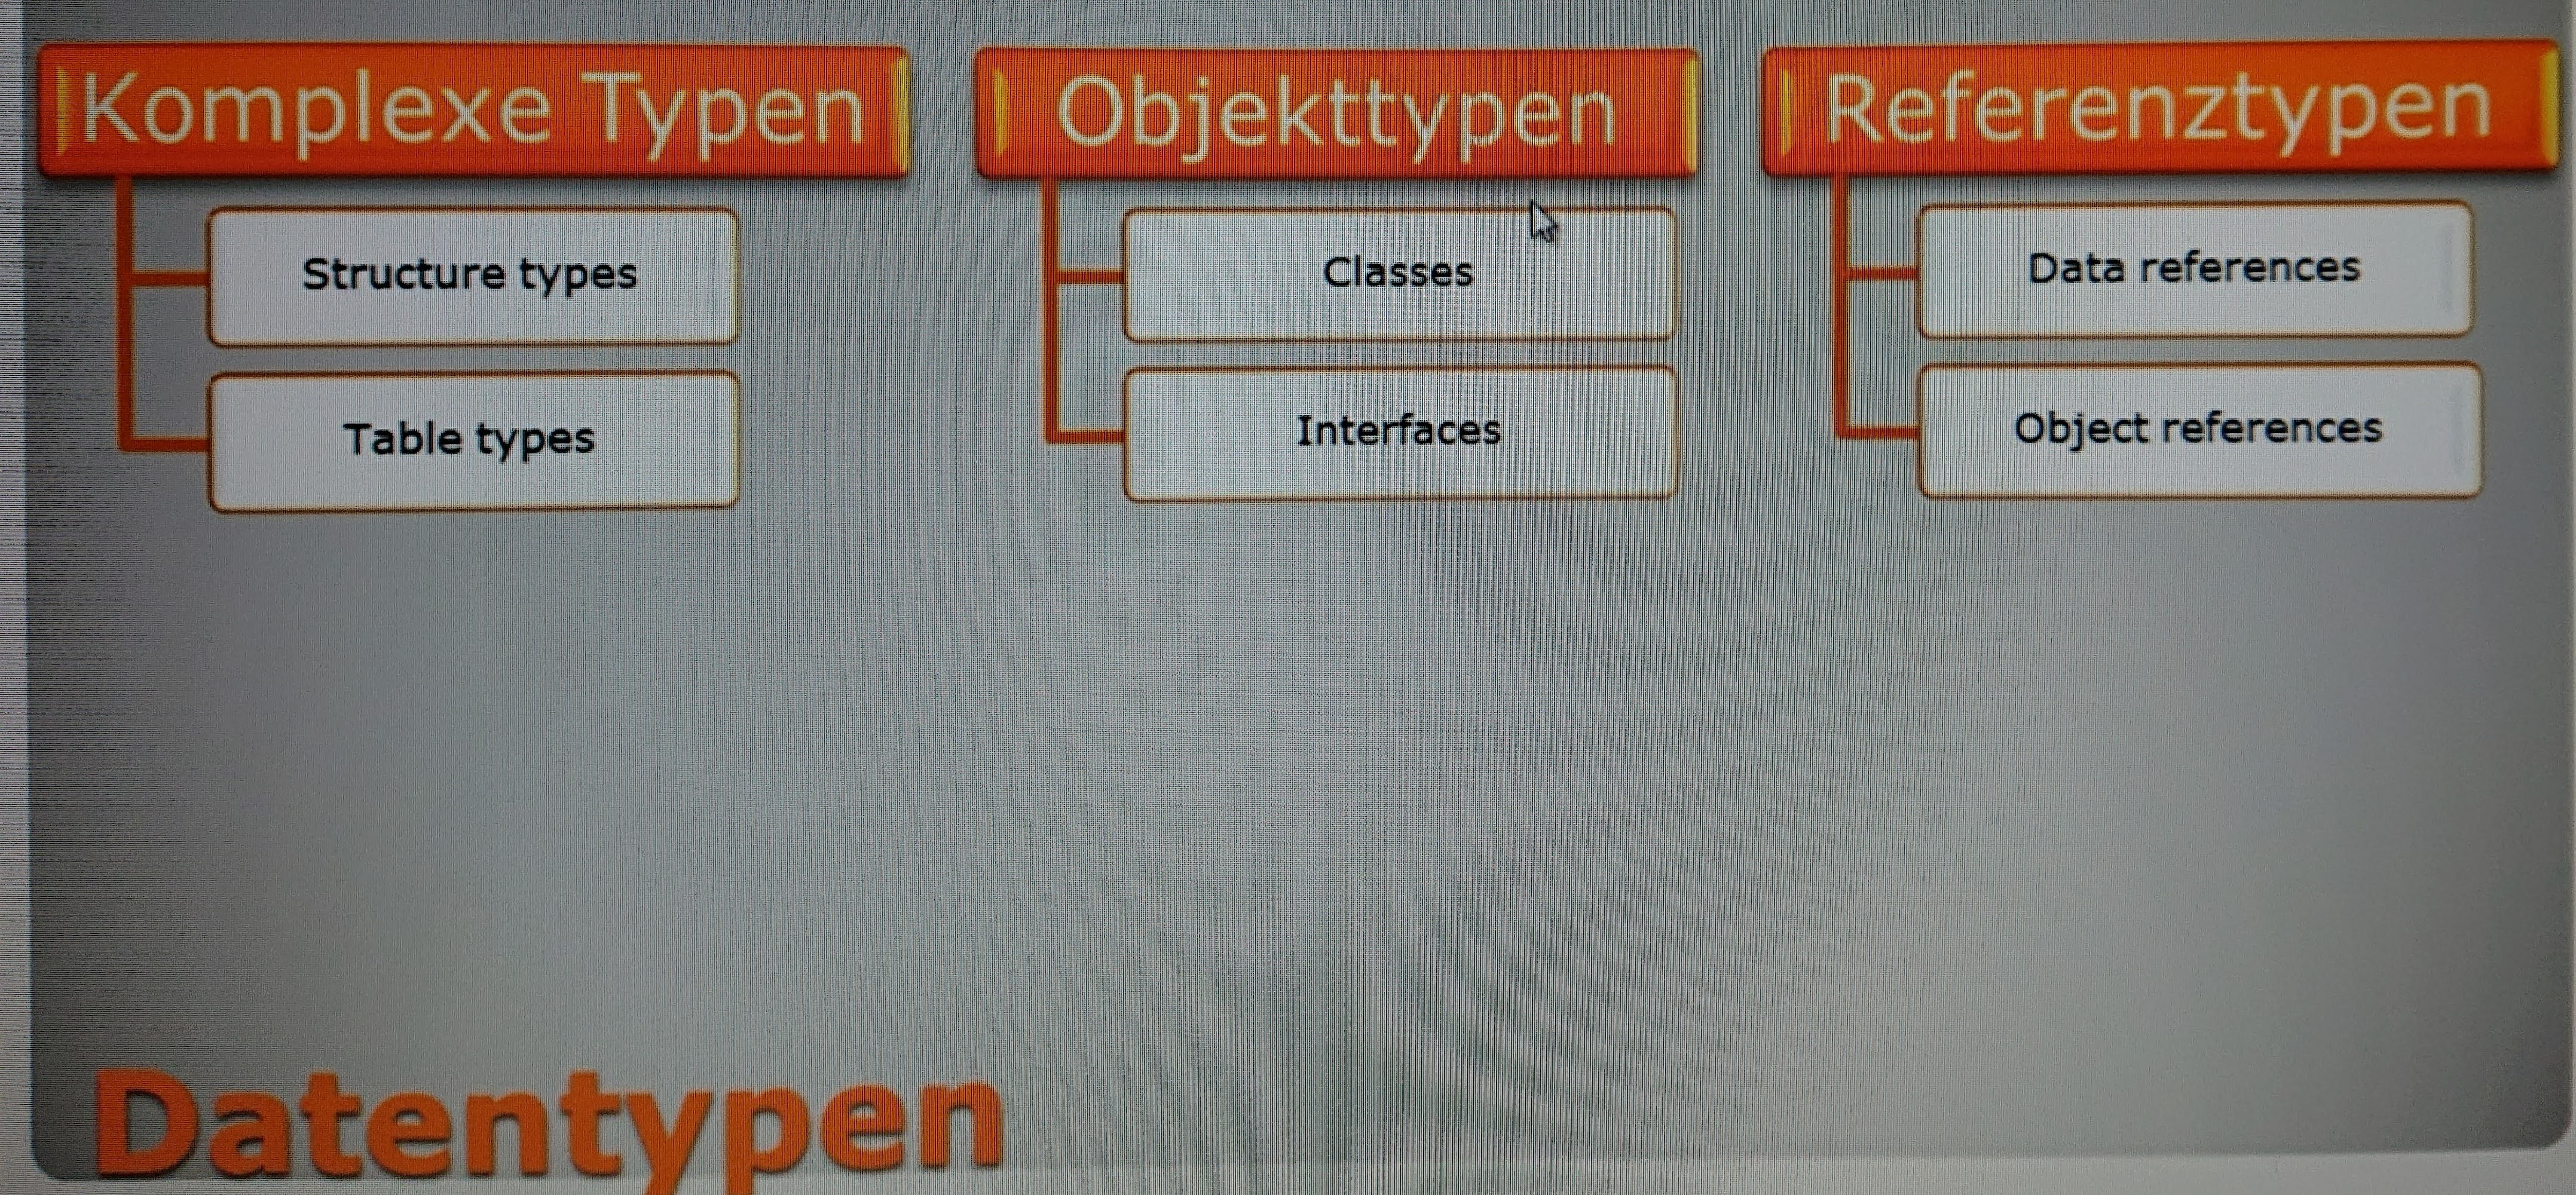 Komplexe Typen
Structure types
Table types
Objekttypen
Classes
Interfaces
Referenztypen
Data references
Object references
Datentypen